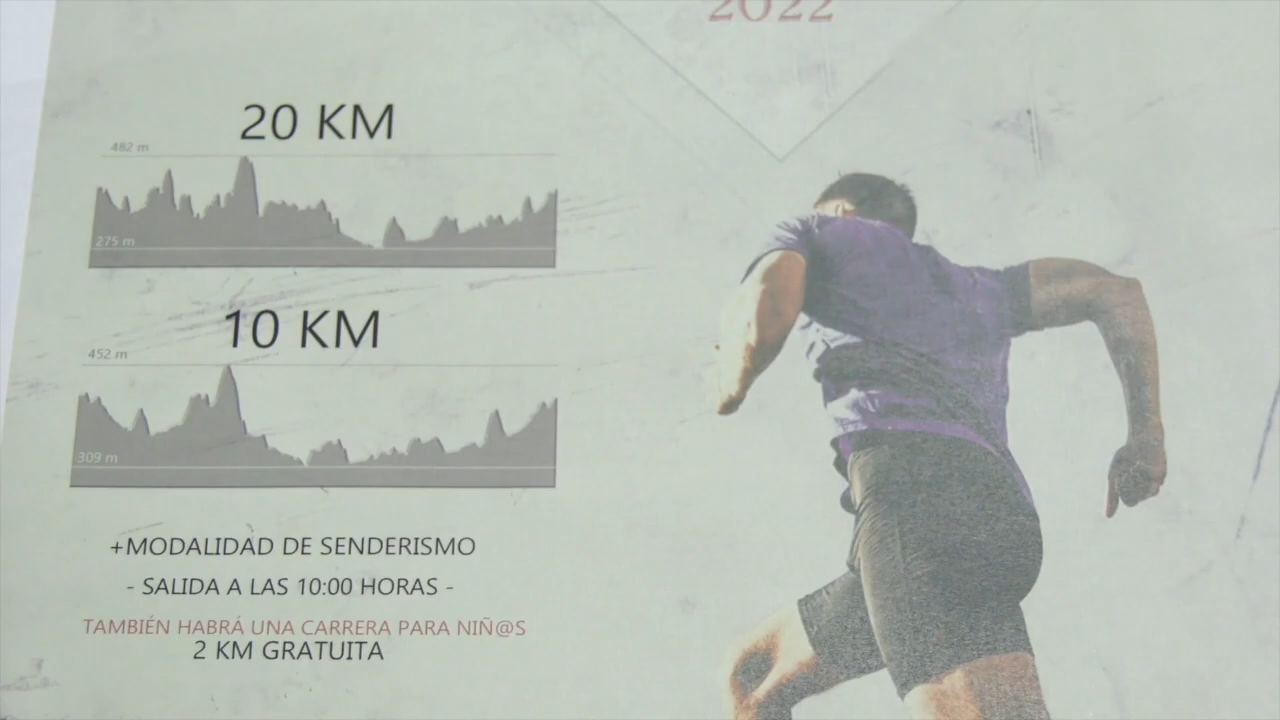 2022
20 KM
482 m
275 m
10 KM
452 m
309 m
+MODALIDAD DE SENDERISMO
- SALIDA A LAS 10:00 HORAS -
TAMBIÉN HABRÁ UNA CARRERA PARA NIÑ@S
2 KM GRATUITA